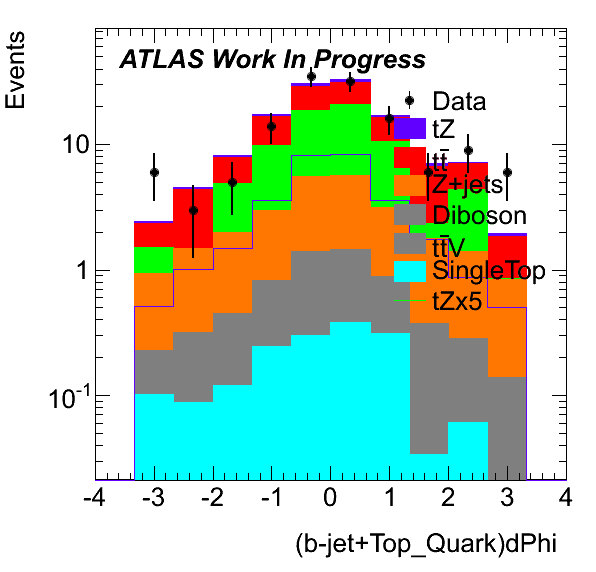 Events
ATLAS Work In Progress
Data
tZ
tt̄
Z+jets
Diboson
tt̄V
SingleTop
tZx5
10
1
10⁻¹
-4 -3 -2 -1 0 1 2 3 4
(b-jet+Top_Quark)dPhi